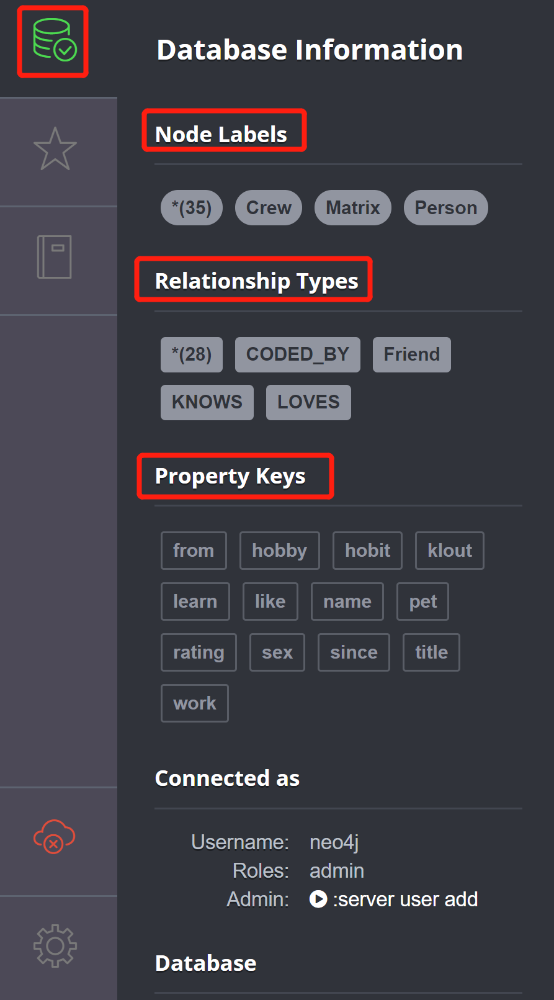 Database Information
Node Labels
*(35) Crew Matrix Person
Relationship Types
*(28) CODED_BY Friend
KNOWS LOVES
Property Keys
from hobby hobit klout
learn like name pet
rating sex since title
work
Connected as
Username: neo4j
Roles: admin
Admin: :server user add
Database